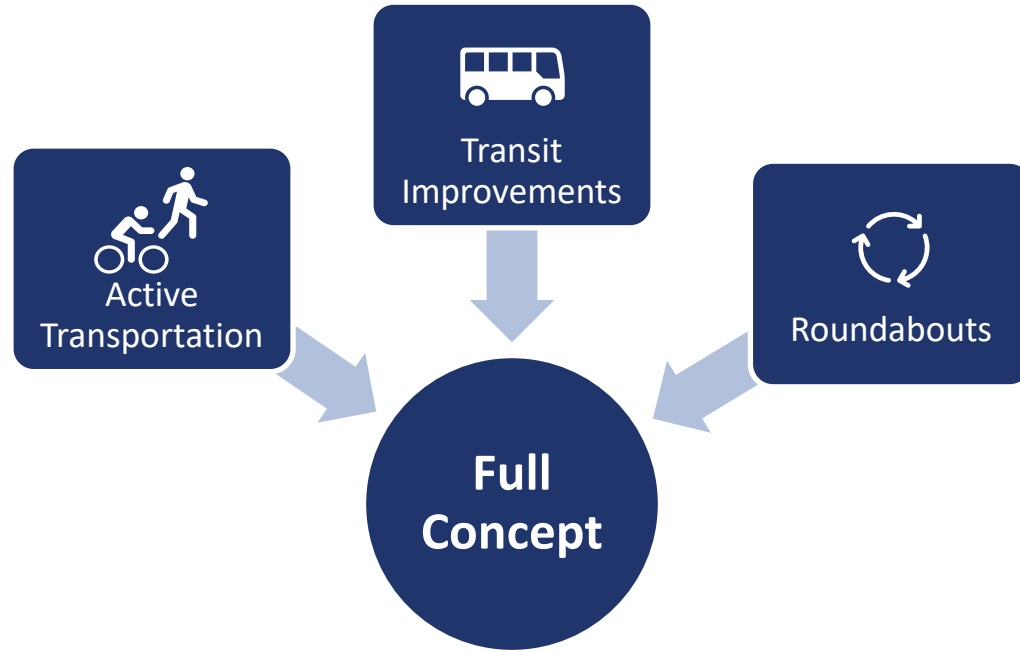 Transit
Improvements
Active
Transportation
Roundabouts
Full
Concept